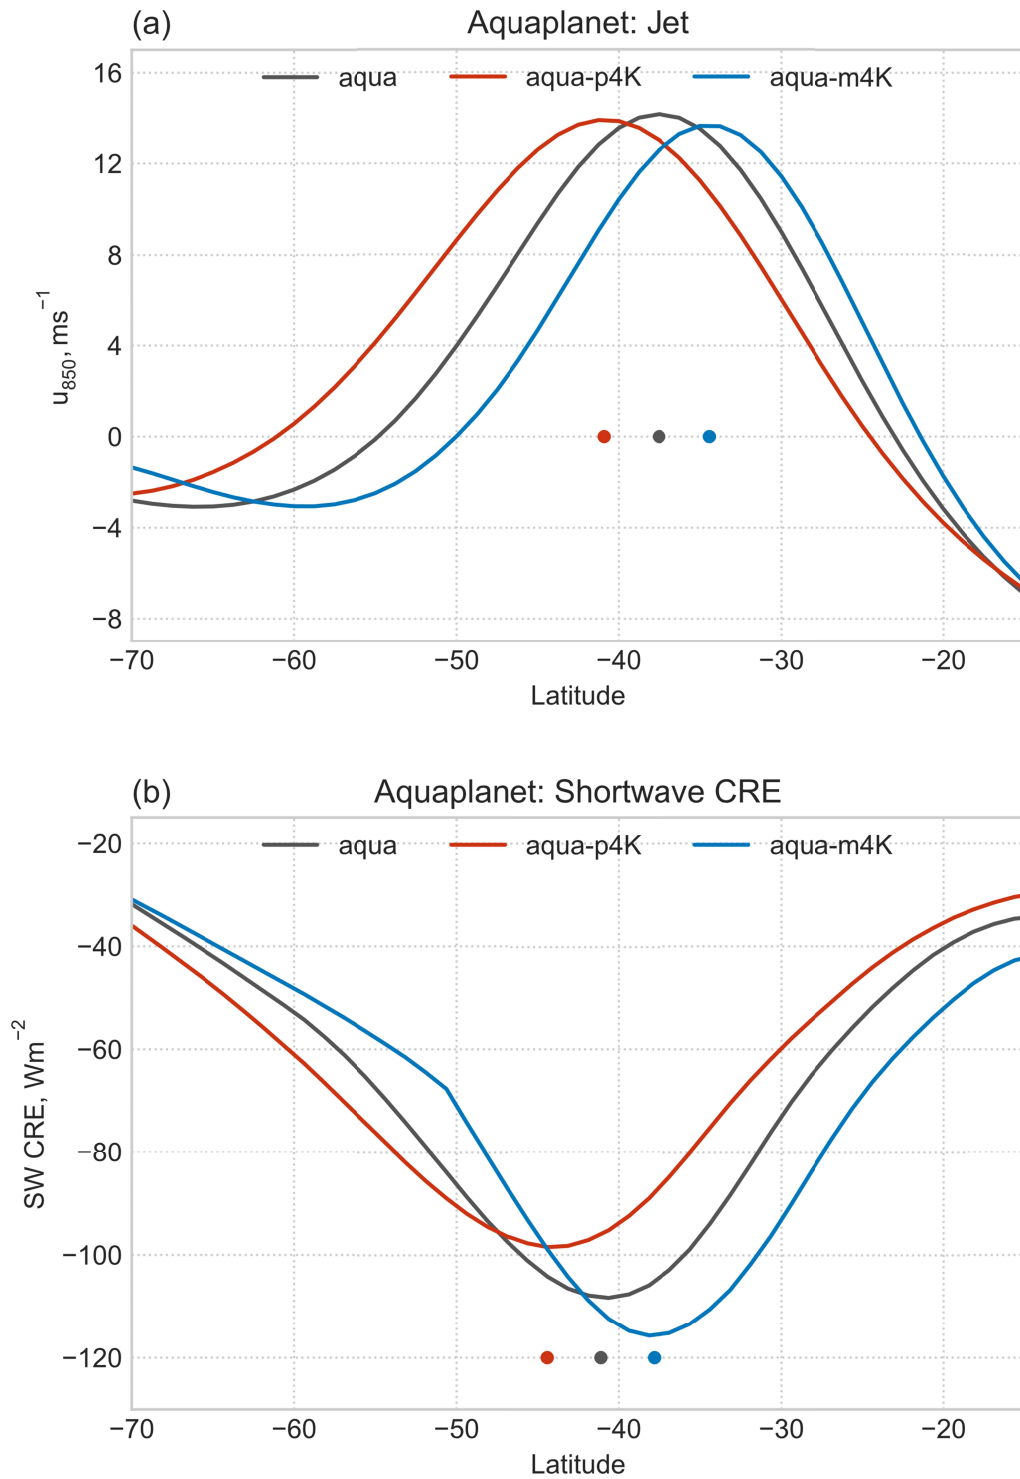 (a) Aquaplanet: Jet
16
aqua aqua-p4K aqua-m4K
12
8
4
0
−4
−8
u850, ms−1
−70 −60 −50 −40 −30 −20
Latitude
(b) Aquaplanet: Shortwave CRE
−20
aqua aqua-p4K aqua-m4K
−40
−60
−80
−100
−120
SW CRE, Wm−2
−70 −60 −50 −40 −30 −20
Latitude